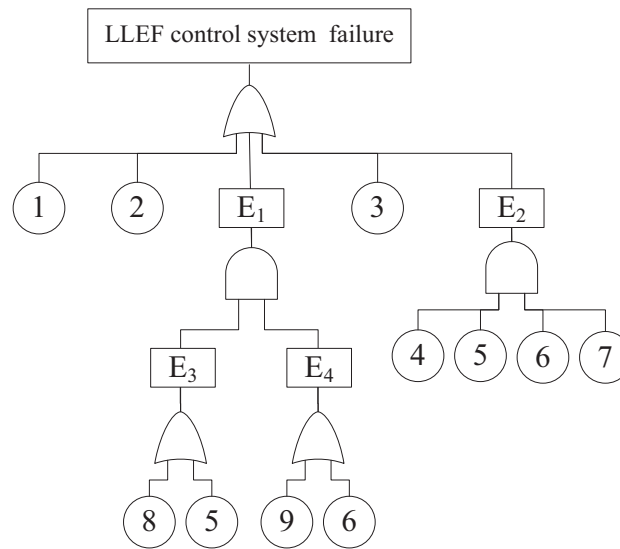 LLEF control system failure
1 2 E₁ 3 E₂
4 5 6 7
E₃ E₄
8 5 9 6